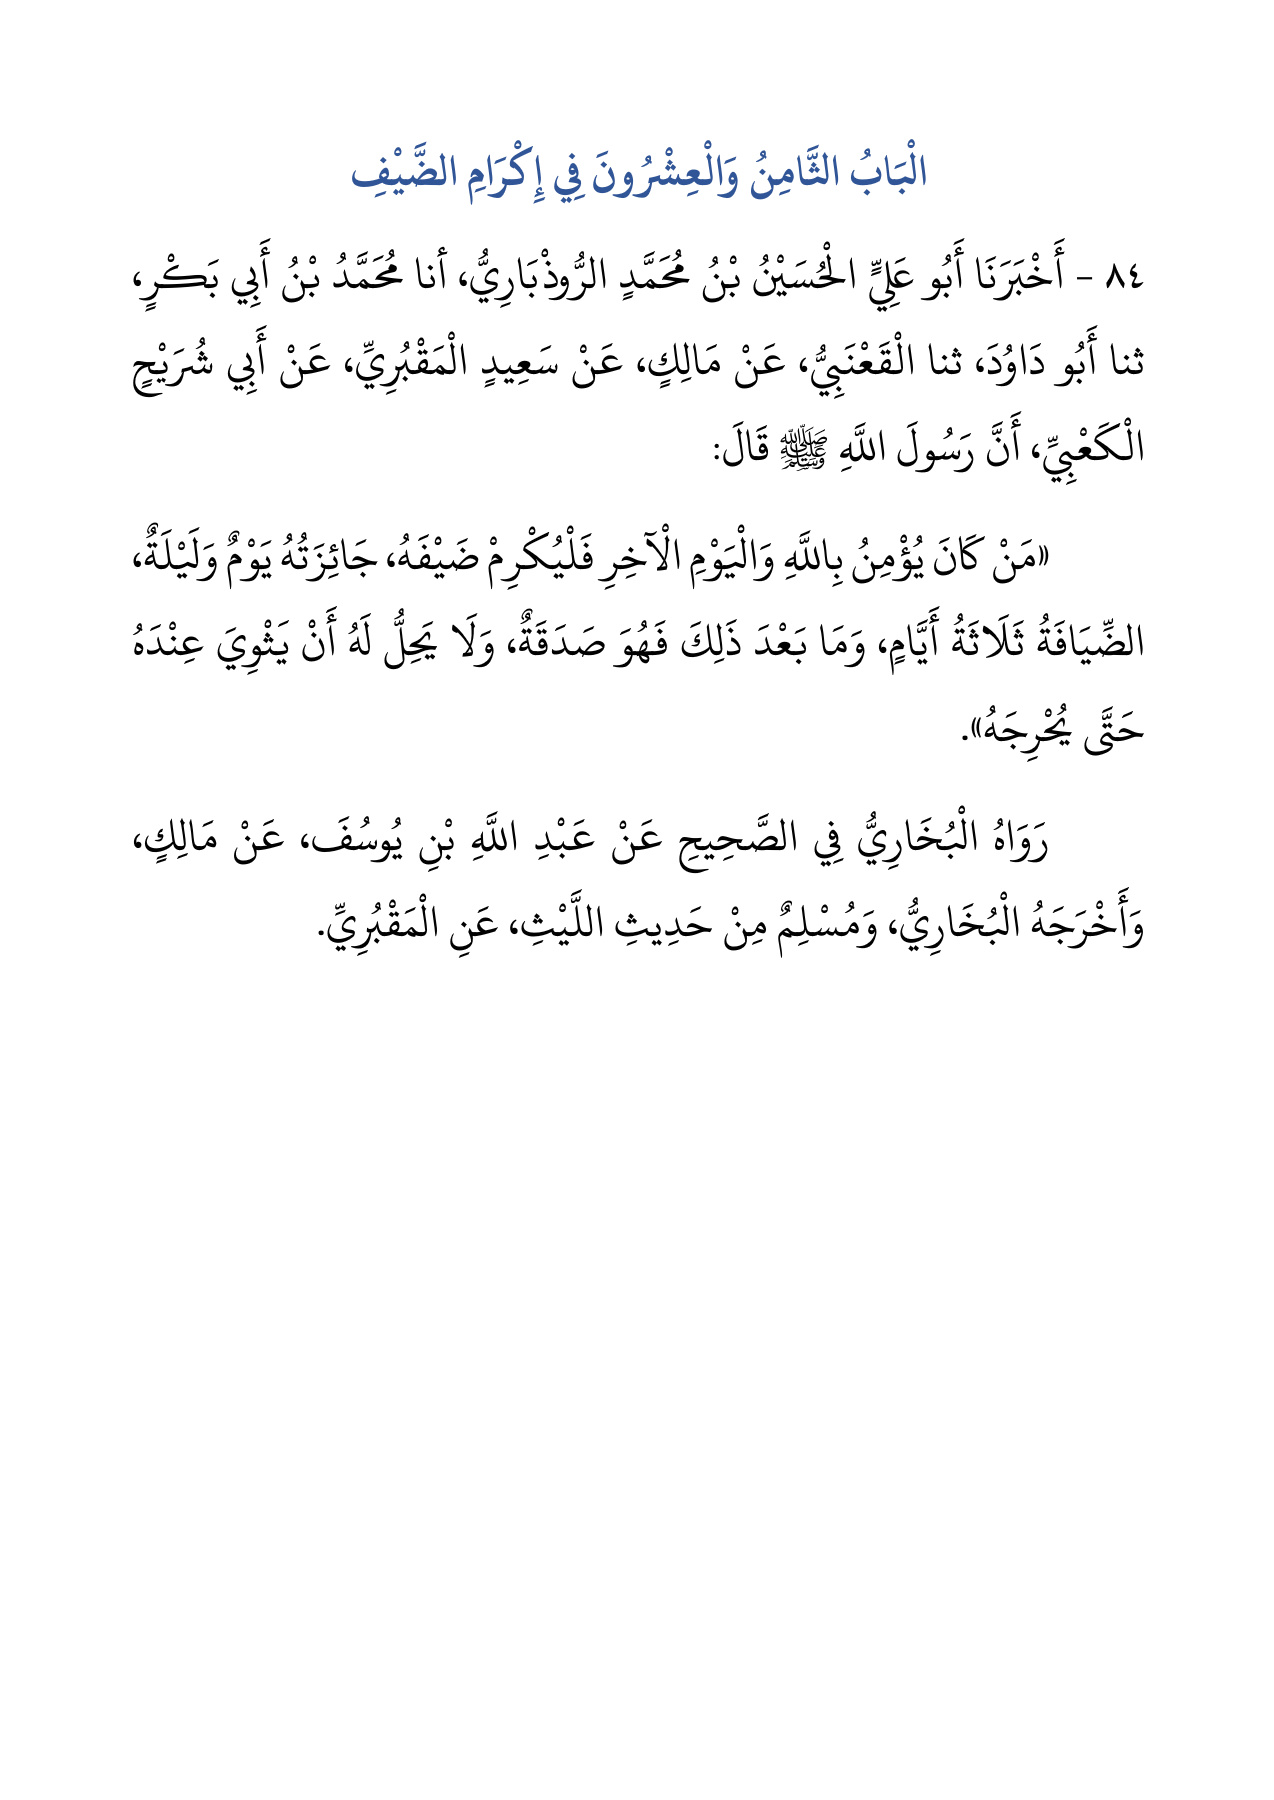 الْبَابُ الثَّامِنُ وَالْعِشْرُونَ فِي إِكْرَامِ الضَّيْفِ
٨٤ - أَخْبَرَنَا أَبُو عَلِيٍّ الْحُسَيْنُ بْنُ مُحَمَّدٍ الرُّوذْبَارِيُّ، أنا مُحَمَّدُ بْنُ أَبِي بَكْرٍ،
ثنا أَبُو دَاوُدَ، ثنا الْقَعْنَبِيُّ، عَنْ مَالِكٍ، عَنْ سَعِيدٍ الْمَقْبُرِيِّ، عَنْ أَبِي شُرَيْحٍ
الْكَعْبِيِّ، أَنَّ رَسُولَ اللَّهِ ﷺ قَالَ:
«مَنْ كَانَ يُؤْمِنُ بِاللَّهِ وَالْيَوْمِ الْآخِرِ فَلْيُكْرِمْ ضَيْفَهُ، جَائِزَتُهُ يَوْمٌ وَلَيْلَةٌ،
الضِّيَافَةُ ثَلَاثَةُ أَيَّامٍ، وَمَا بَعْدَ ذَلِكَ فَهُوَ صَدَقَةٌ، وَلَا يَحِلُّ لَهُ أَنْ يَثْوِيَ عِنْدَهُ
حَتَّى يُحْرِجَهُ».
رَوَاهُ الْبُخَارِيُّ فِي الصَّحِيحِ عَنْ عَبْدِ اللَّهِ بْنِ يُوسُفَ، عَنْ مَالِكٍ،
وَأَخْرَجَهُ الْبُخَارِيُّ، وَمُسْلِمٌ مِنْ حَدِيثِ اللَّيْثِ، عَنِ الْمَقْبُرِيِّ.